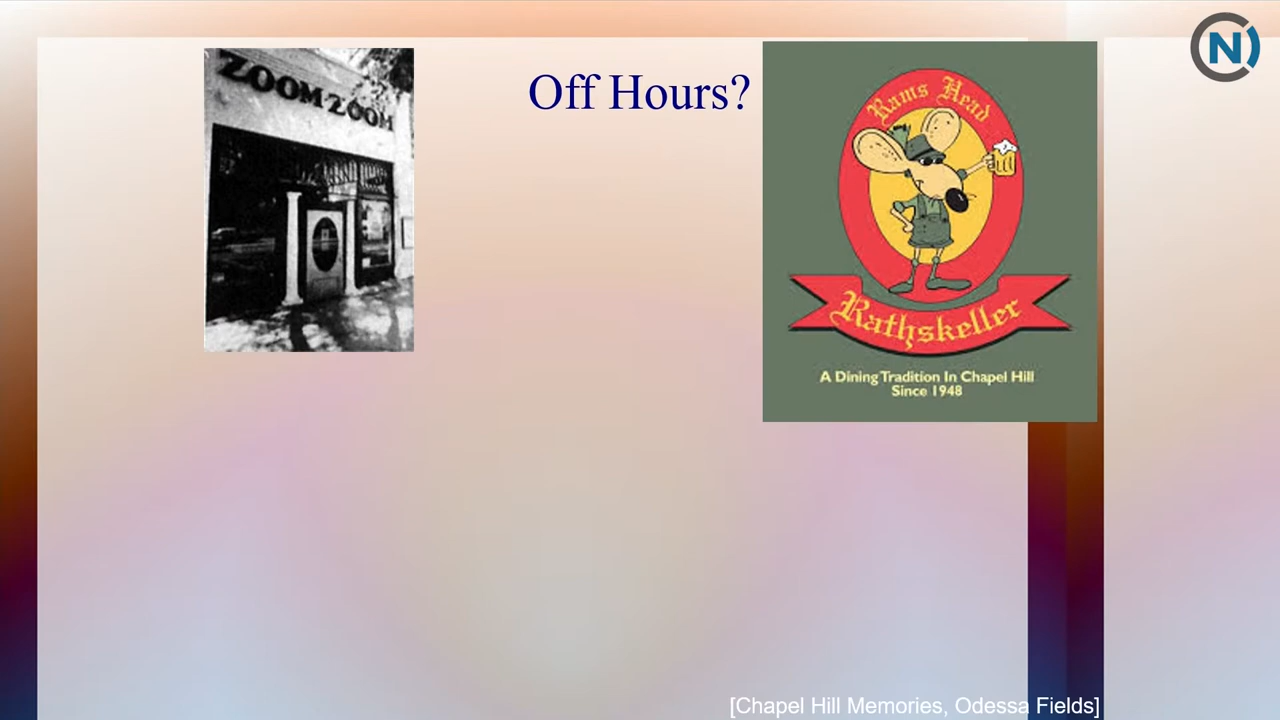 ZOOM-ZOOM
Off Hours?
Rams Head
Rathskeller
A Dining Tradition In Chapel Hill
Since 1948
[Chapel Hill Memories, Odessa Fields]
N